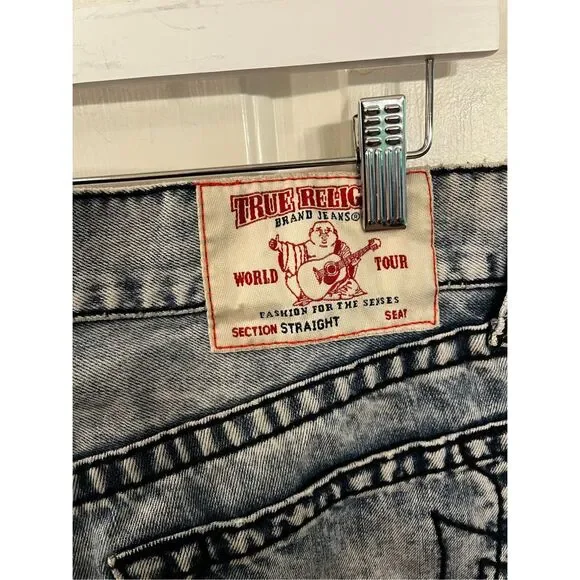 TRUE RELIG
BRAND JEANS®
WORLD TOUR
FASHION FOR THE SENSES
SECTION STRAIGHT SEAT